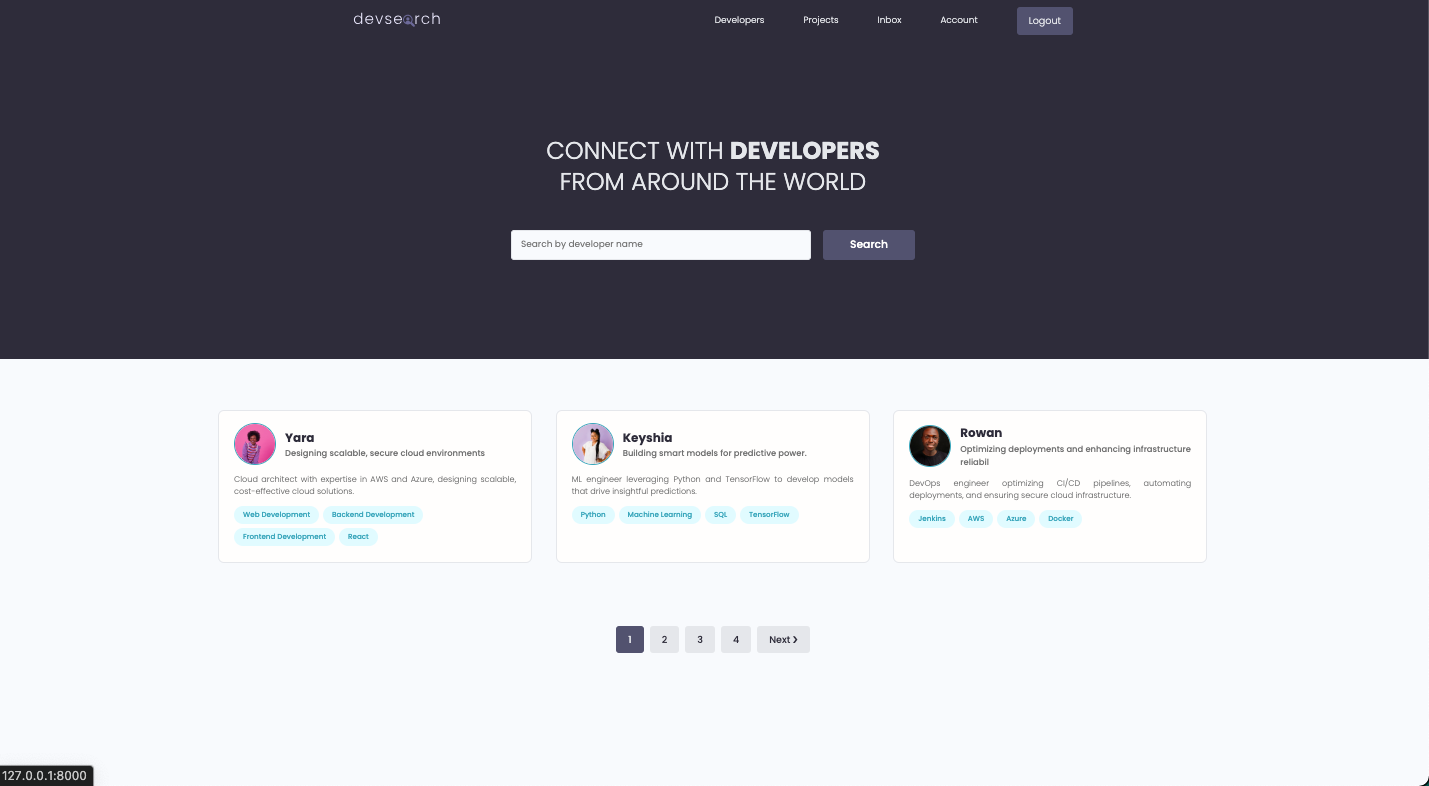 devsearch
Developers
Projects
Inbox
Account
Logout
CONNECT WITH DEVELOPERS
FROM AROUND THE WORLD
Search by developer name
Search
Yara
Designing scalable, secure cloud environments
Cloud architect with expertise in AWS and Azure, designing scalable,
cost-effective cloud solutions.
Web Development
Backend Development
Frontend Development
React
Keyshia
Building smart models for predictive power.
ML engineer leveraging Python and TensorFlow to develop models
that drive insightful predictions.
Python
Machine Learning
SQL
TensorFlow
Rowan
Optimizing deployments and enhancing infrastructure
reliabil
DevOps engineer optimizing CI/CD pipelines, automating
deployments, and ensuring secure cloud infrastructure.
Jenkins
AWS
Azure
Docker
1
2
3
4
Next ❯
127.0.0.1:8000